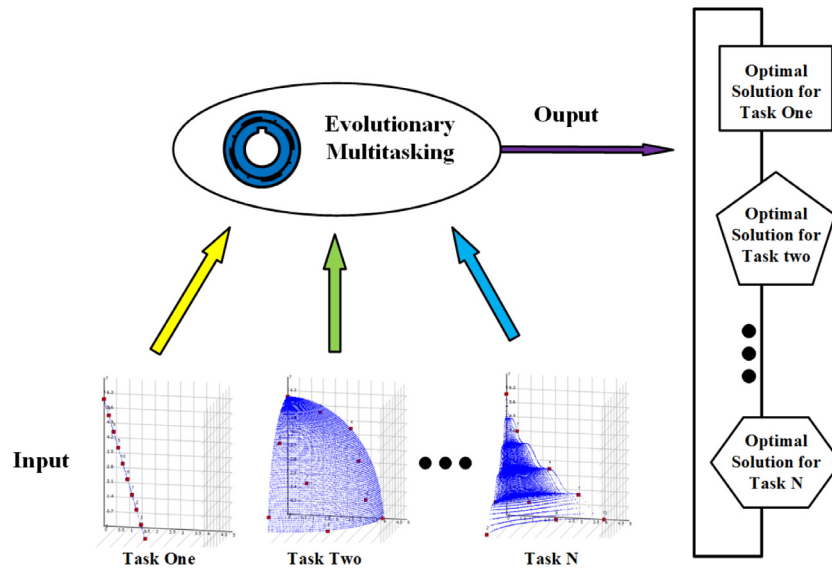 Optimal
Solution for
Task One
Evolutionary
Multitasking
Ouput
Optimal
Solution for
Task two
Optimal
Solution for
Task N
Input
Task One
Task Two
Task N